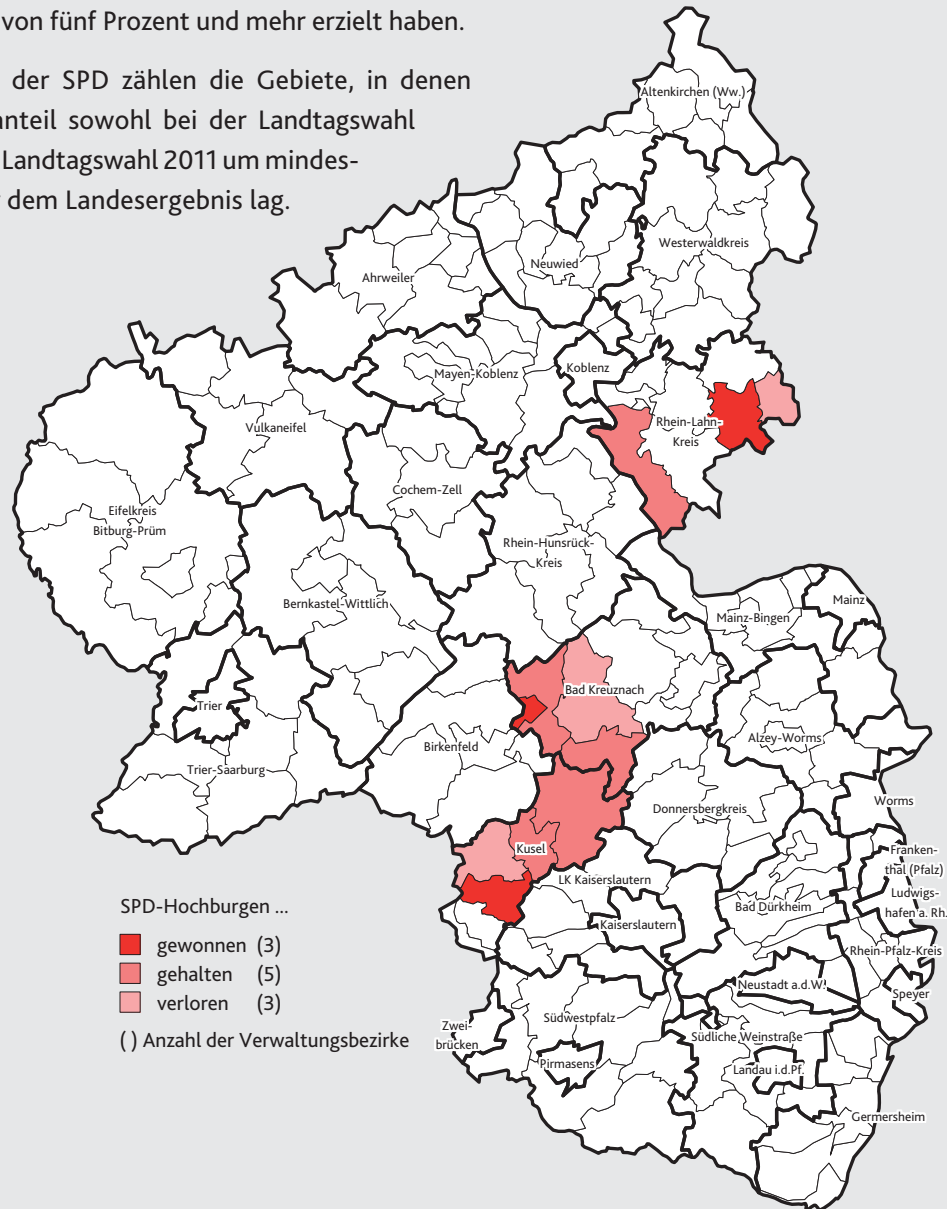 von fünf Prozent und mehr erzielt haben.
der SPD zählen die Gebiete, in denen
nanteil sowohl bei der Landtagswahl
Landtagswahl 2011 um mindes-
dem Landesergebnis lag.
Altenkirchen (Ww.)
Westerwaldkreis
Neuwied
Ahrweiler
Koblenz
Mayen-Koblenz
Rhein-Lahn-
Kreis
Vulkaneifel
Cochem-Zell
Eifelkreis
Bitburg-Prüm
Rhein-Hunsrück-
Kreis
Bernkastel-Wittlich
Mainz
Mainz-Bingen
Bad Kreuznach
Trier
Alzey-Worms
Birkenfeld
Trier-Saarburg
Donnersbergkreis
Worms
Kusel
Franken-
thal (Pfalz)
LK Kaiserslautern
Ludwigs-
hafen a. Rh.
Bad Dürkheim
Kaiserslautern
Rhein-Pfalz-Kreis
Neustadt a.d.W.
Speyer
Südwestpfalz
Zwei-
brücken
Südliche Weinstraße
Pirmasens
Landau i.d.Pf.
Germersheim
SPD-Hochburgen ...
gewonnen (3)
gehalten (5)
verloren (3)
( ) Anzahl der Verwaltungsbezirke